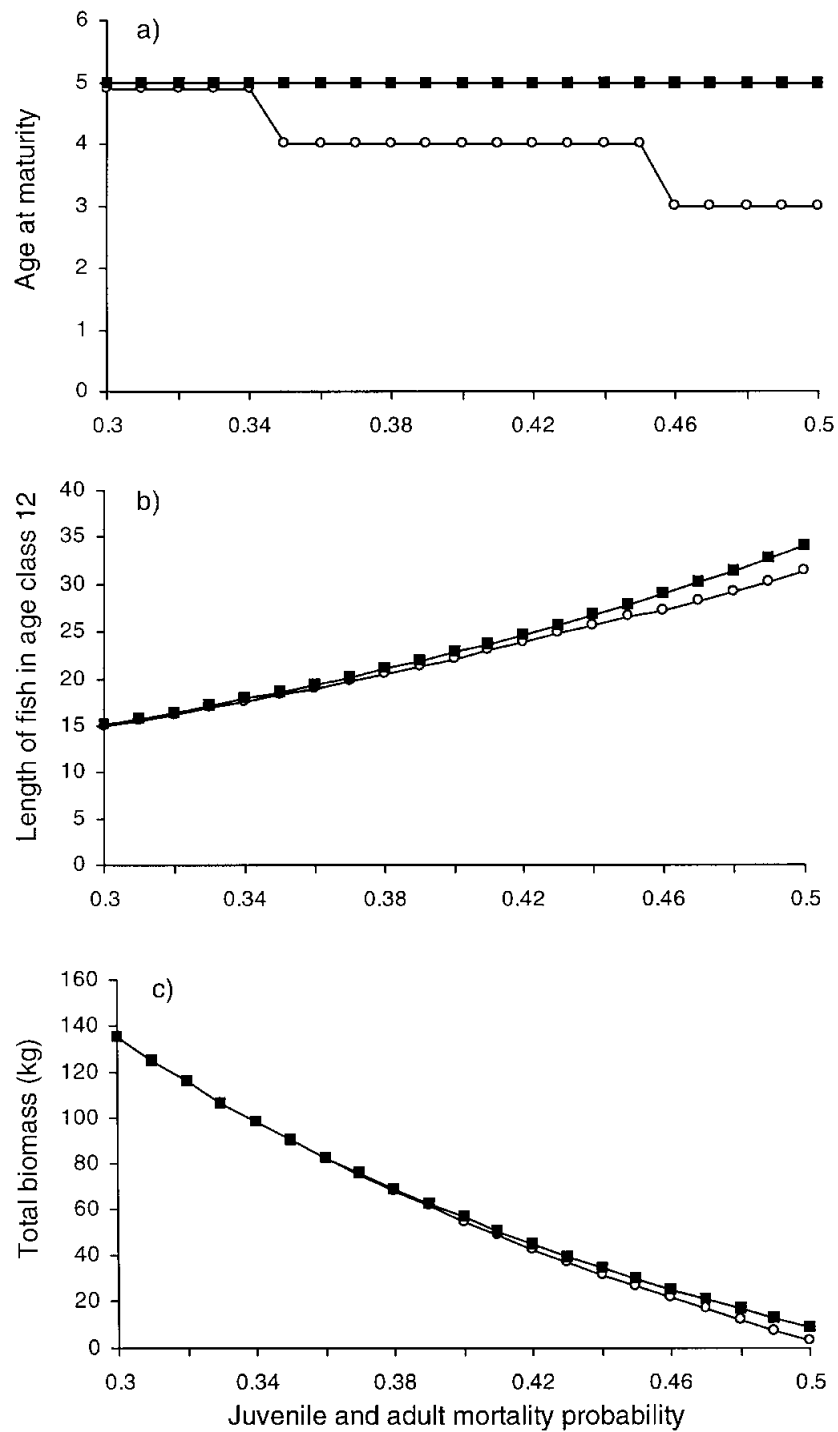 a)
Age at maturity
6
5
4
3
2
1
0
0.3 0.34 0.38 0.42 0.46 0.5
b)
Length of fish in age class 12
40
35
30
25
20
15
10
5
0
0.3 0.34 0.38 0.42 0.46 0.5
c)
Total biomass (kg)
160
140
120
100
80
60
40
20
0
0.3 0.34 0.38 0.42 0.46 0.5
Juvenile and adult mortality probability